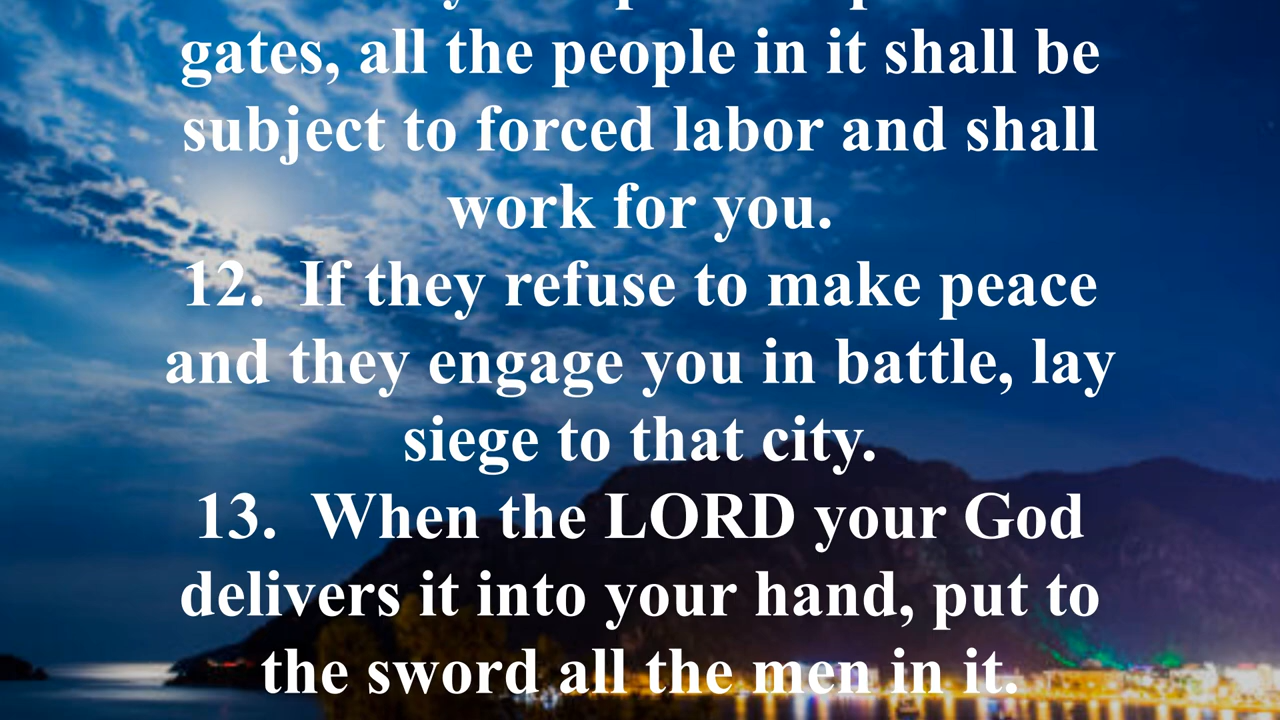 gates, all the people in it shall be
subject to forced labor and shall
work for you.
12.  If they refuse to make peace
and they engage you in battle, lay
siege to that city.
13.  When the LORD your God
delivers it into your hand, put to
the sword all the men in it.